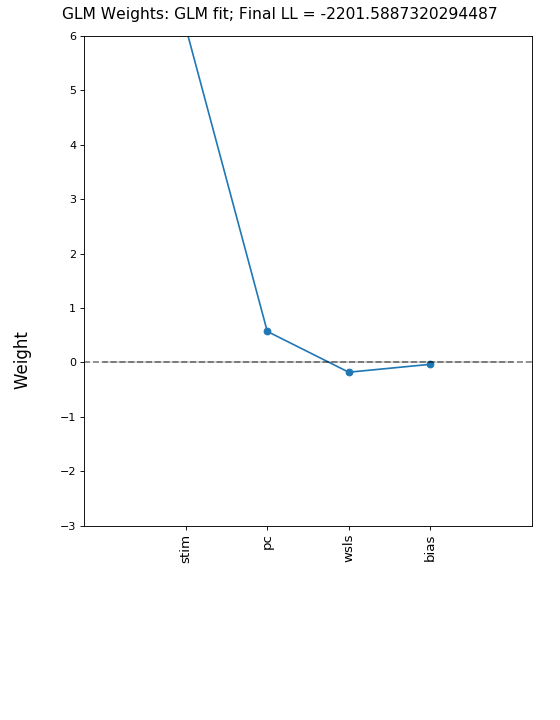 GLM Weights: GLM fit; Final LL = -2201.5887320294487
6
5
4
3
2
1
0
−1
−2
−3
Weight
stim
pc
wsls
bias